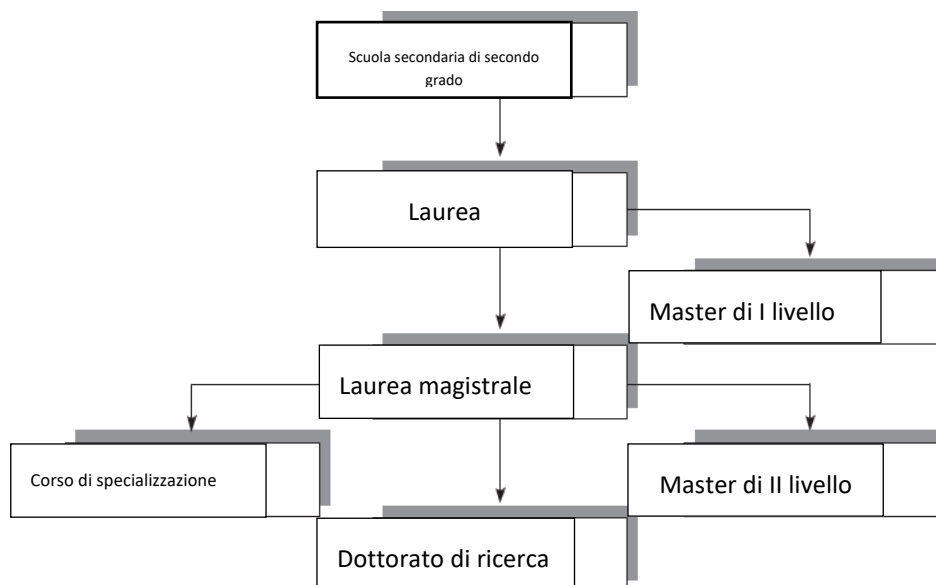 Scuola secondaria di secondo
grado
Laurea
Master di I livello
Laurea magistrale
Corso di specializzazione
Master di II livello
Dottorato di ricerca